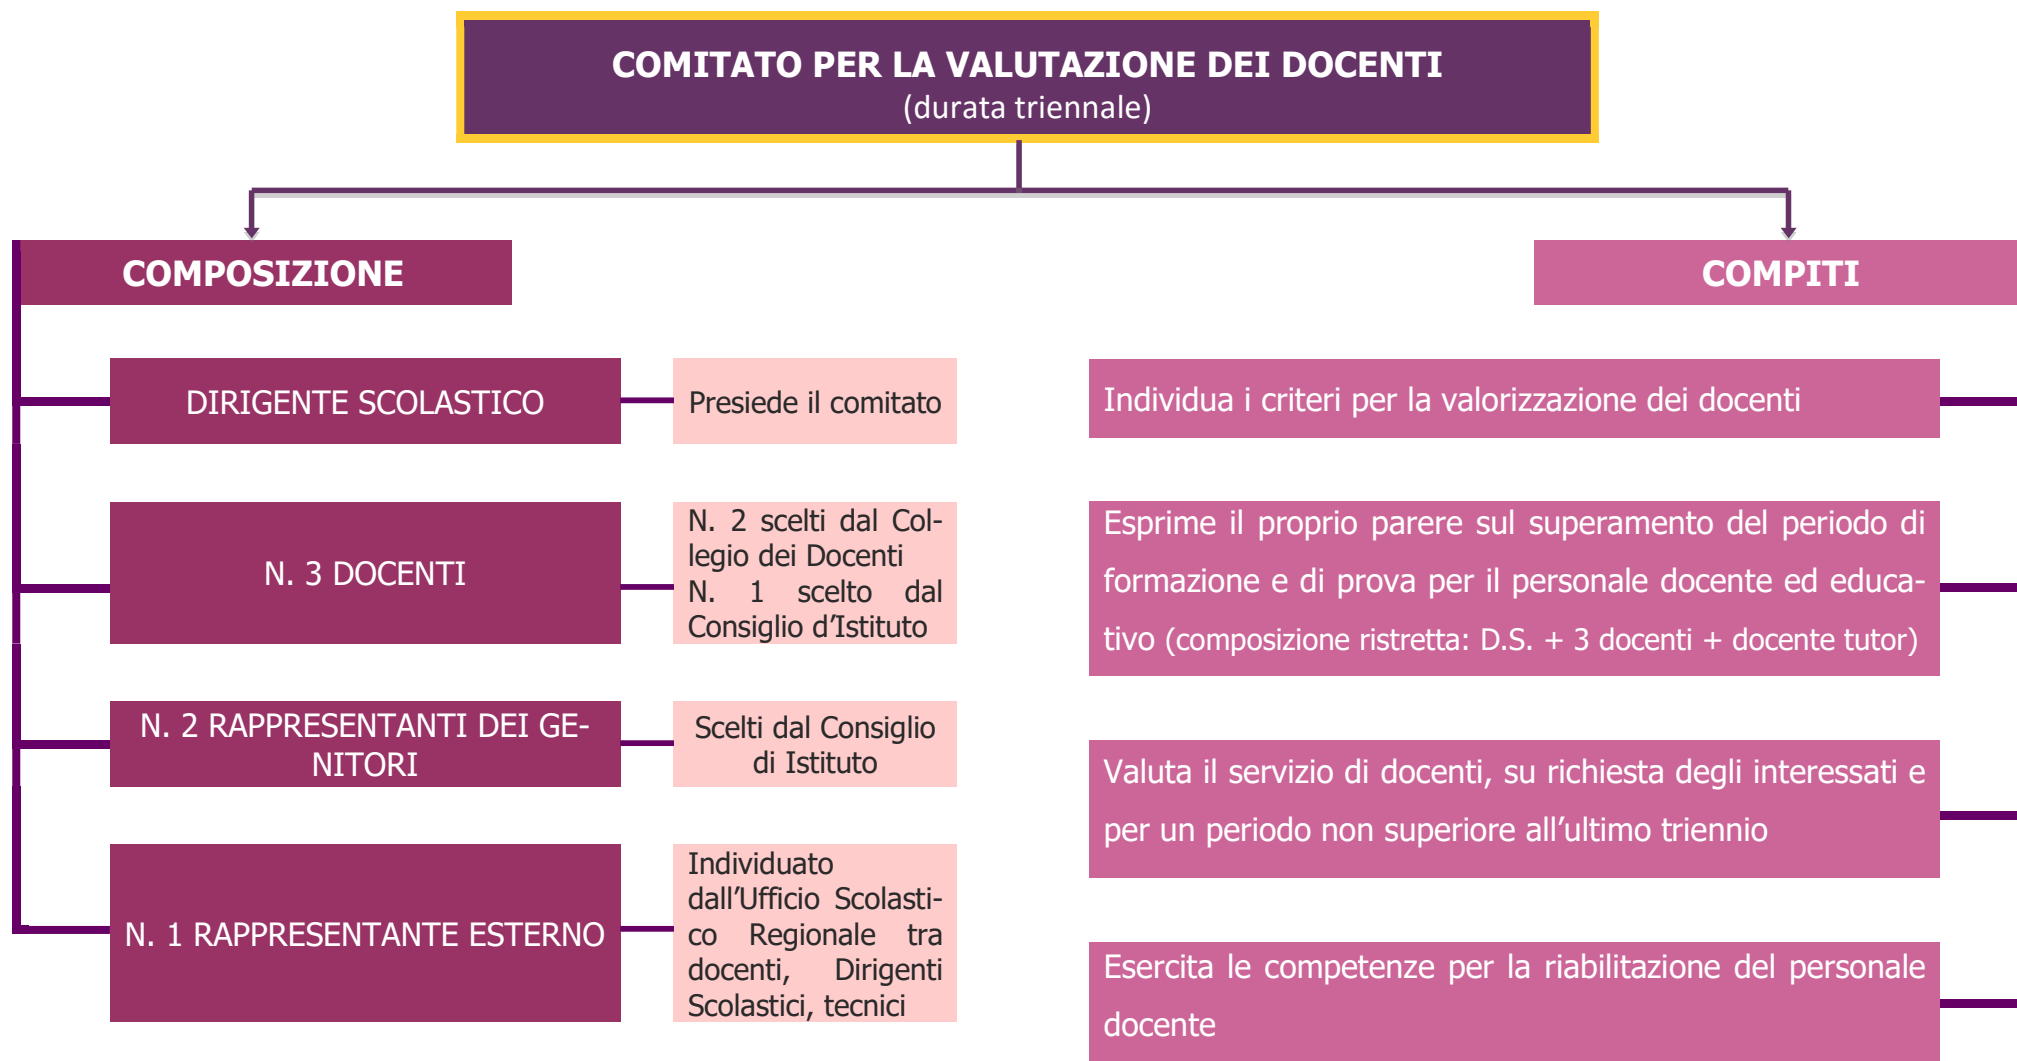 COMITATO PER LA VALUTAZIONE DEI DOCENTI
(durata triennale)
COMPOSIZIONE
DIRIGENTE SCOLASTICO
Presiede il comitato
N. 3 DOCENTI
N. 2 scelti dal Col-
legio dei Docenti
N. 1 scelto dal
Consiglio d’Istituto
N. 2 RAPPRESENTANTI DEI GE-
NITORI
Scelti dal Consiglio
di Istituto
N. 1 RAPPRESENTANTE ESTERNO
Individuato
dall’Ufficio Scolasti-
co Regionale tra
docenti, Dirigenti
Scolastici, tecnici
COMPITI
Individua i criteri per la valorizzazione dei docenti
Esprime il proprio parere sul superamento del periodo di
formazione e di prova per il personale docente ed educa-
tivo (composizione ristretta: D.S. + 3 docenti + docente tutor)
Valuta il servizio di docenti, su richiesta degli interessati e
per un periodo non superiore all’ultimo triennio
Esercita le competenze per la riabilitazione del personale
docente